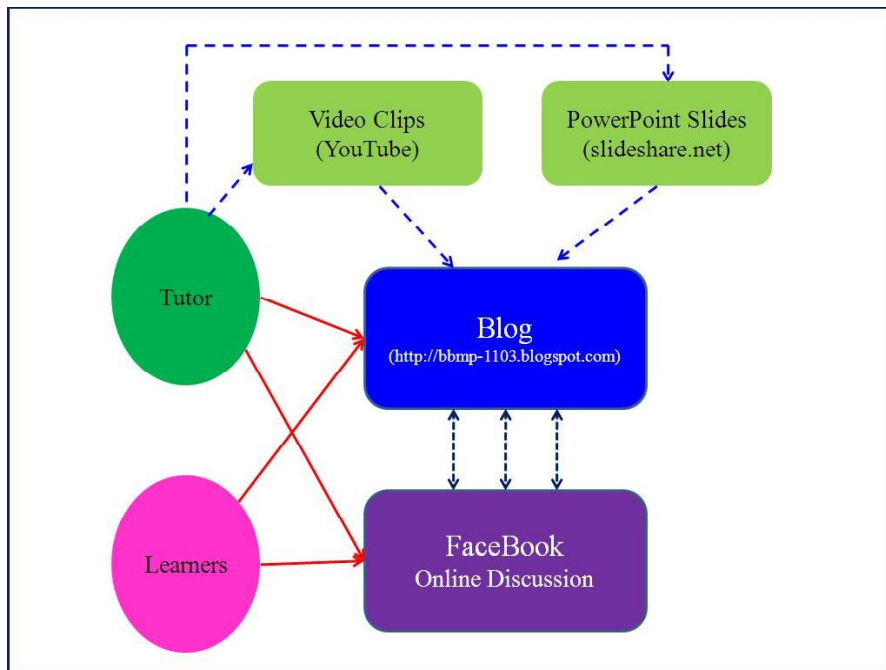 Video Clips
(YouTube)
PowerPoint Slides
(slideshare.net)
Tutor
Blog
(http://bbmp-1103.blogspot.com)
Learners
FaceBook
Online Discussion